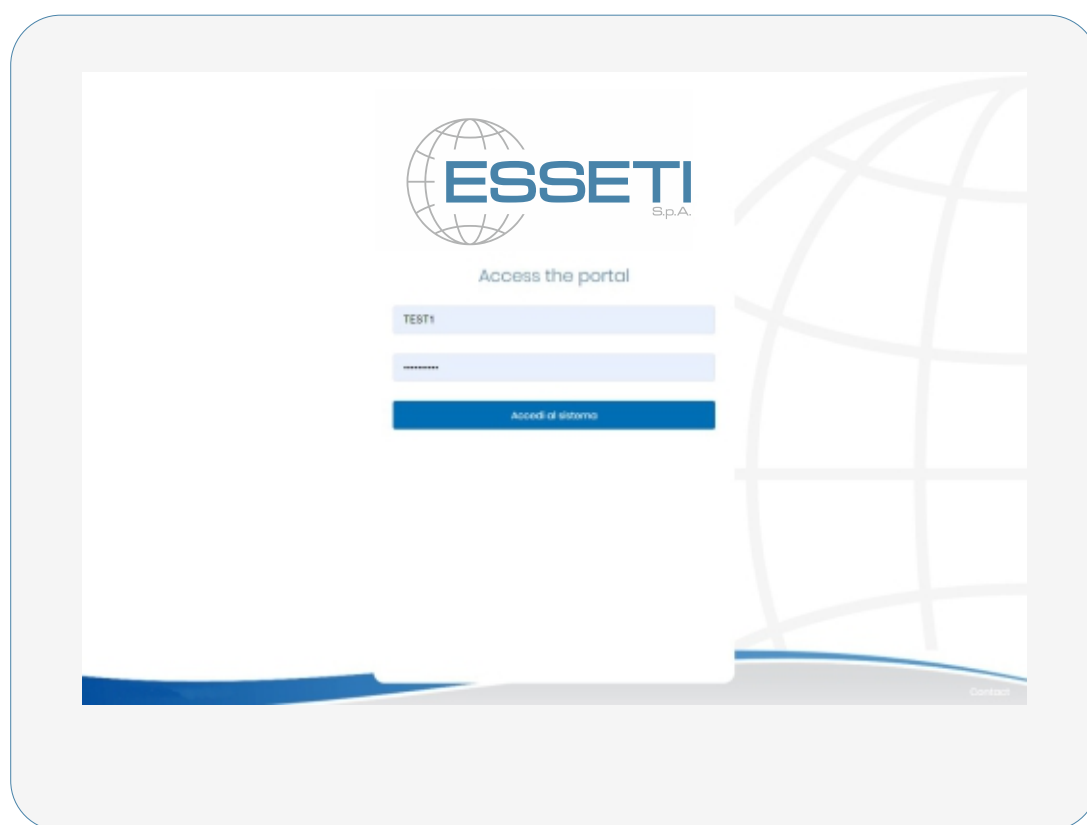 ESSETI
S.p.A.
Access the portal
TEST1
Accedi al sistema
Contact